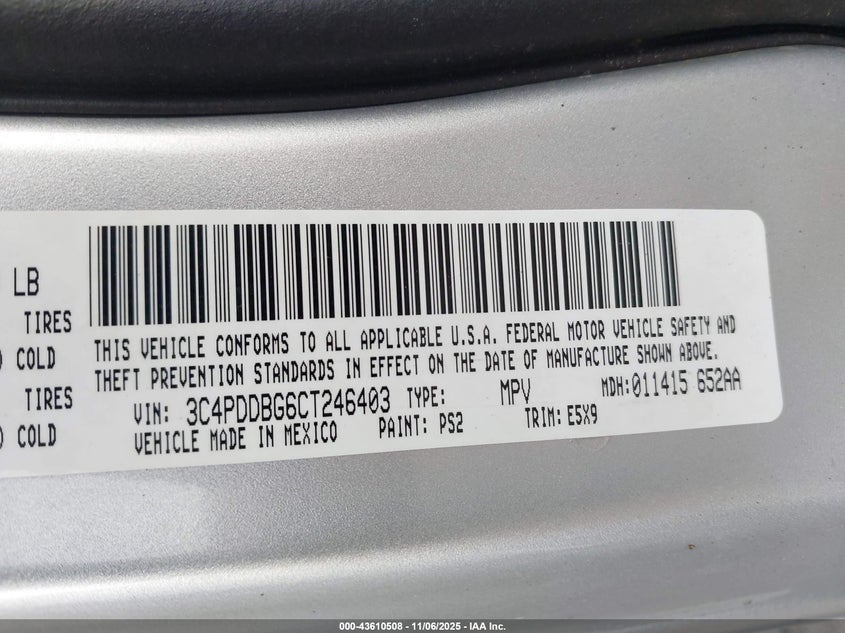 LB
TIRES
COLD
TIRES
COLD
THIS VEHICLE CONFORMS TO ALL APPLICABLE U.S.A. FEDERAL MOTOR VEHICLE SAFETY AND
THEFT PREVENTION STANDARDS IN EFFECT ON THE DATE OF MANUFACTURE SHOWN ABOVE.
VIN: 3C4PDDBG6CT246403 TYPE: MPV MDH:011415 652AA
VEHICLE MADE IN MEXICO PAINT: PS2 TRIM: E5X9
000-43610508 - 11/06/2025 - IAA Inc.